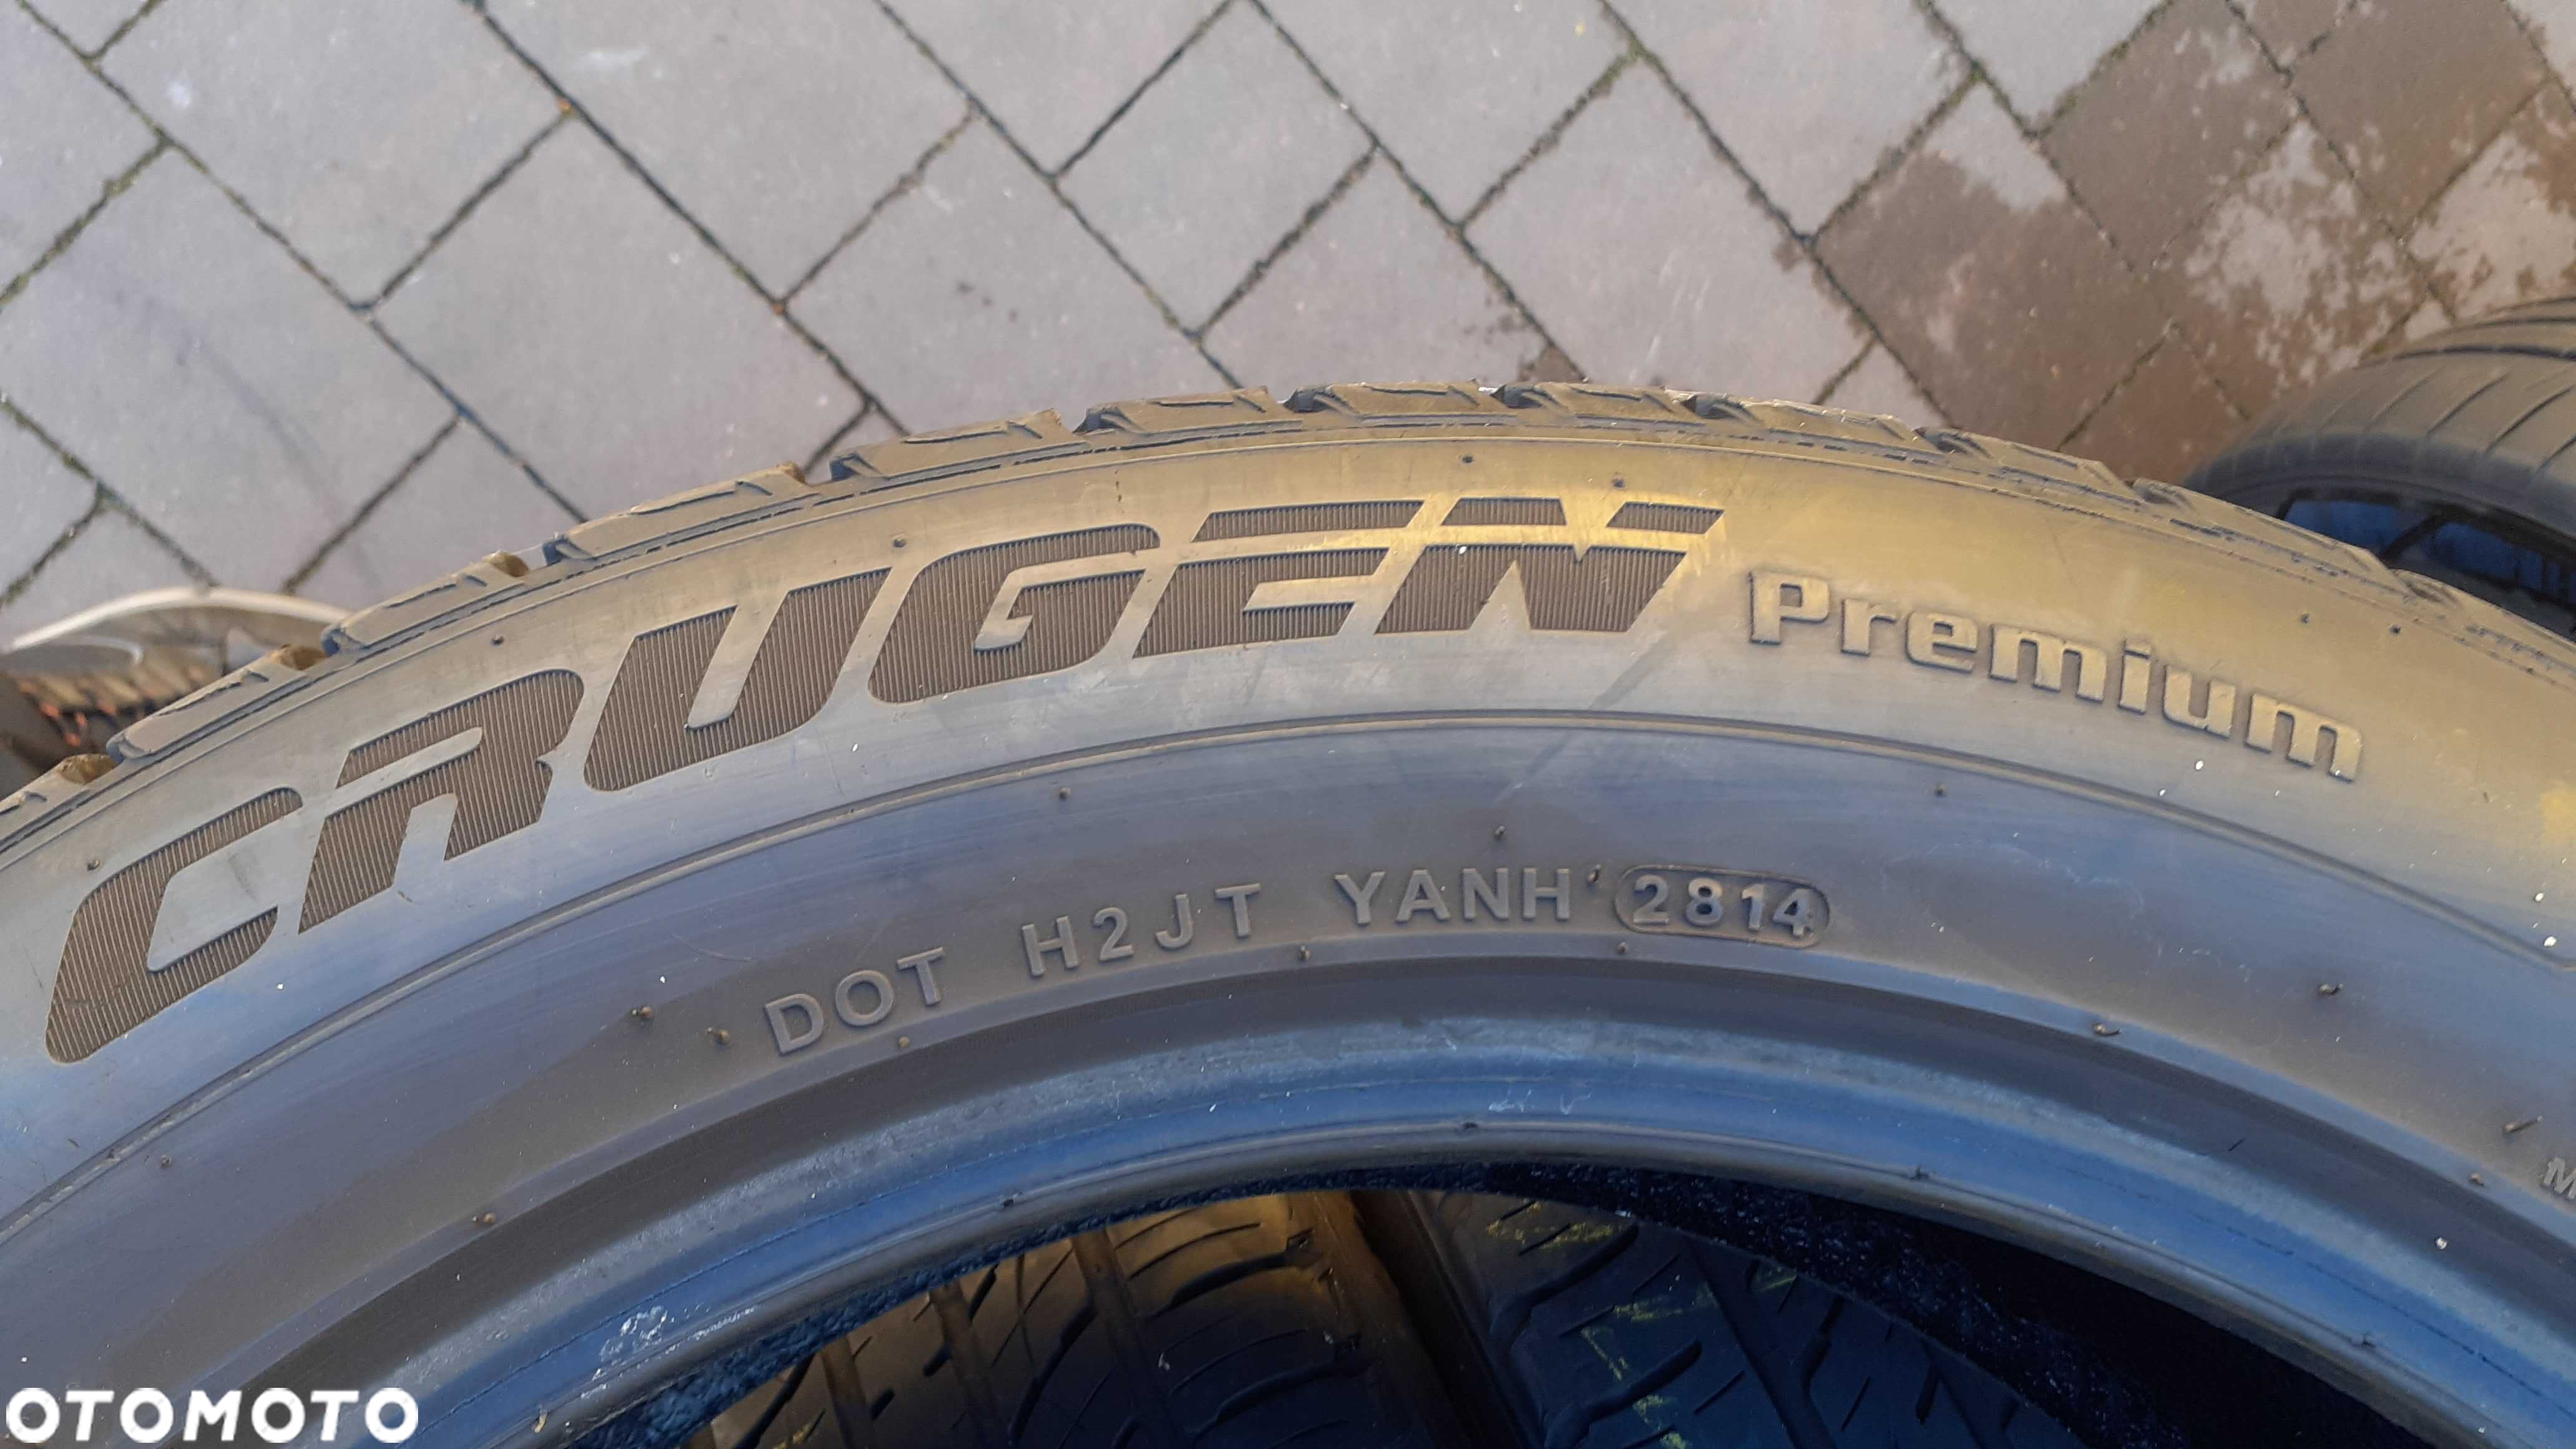 CRUGEN Premium
DOT H2JT YANH 2814
M
OTOMOTO